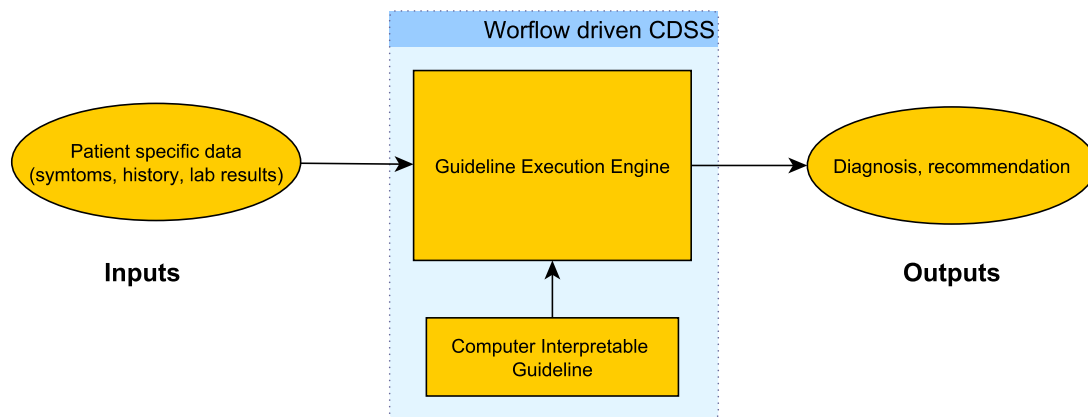 Worflow driven CDSS
Patient specific data
(symtoms, history, lab results)
Guideline Execution Engine
Diagnosis, recommendation
Inputs
Outputs
Computer Interpretable
Guideline